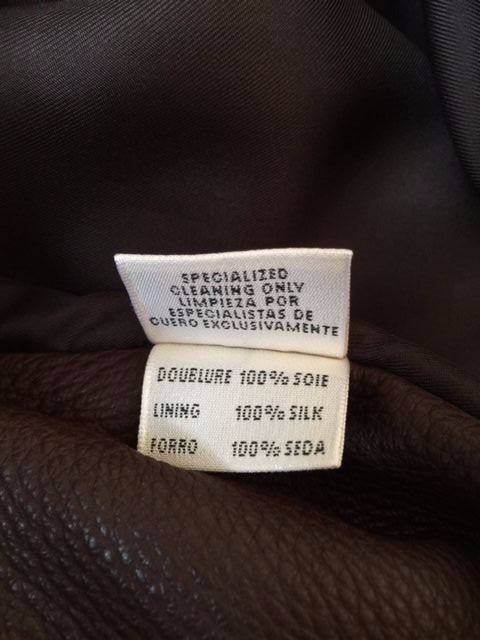 SPECIALIZED
CLEANING ONLY
LIMPIEZA POR
ESPECIALISTAS DE
CUERO EXCLUSIVAMENTE
DOUBLURE 100% SOIE
LINING 100% SILK
FORRO 100% SEDA